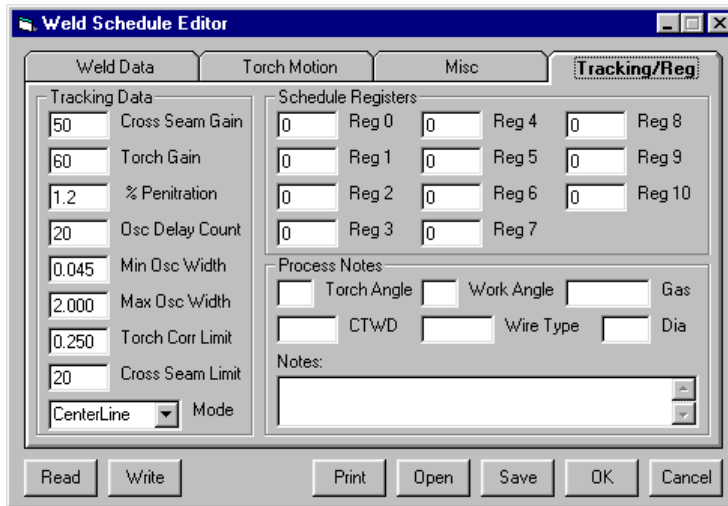 Weld Schedule Editor
Weld Data Torch Motion Misc Tracking/Reg
Tracking Data
50 Cross Seam Gain
60 Torch Gain
1.2 % Penitration
20 Osc Delay Count
0.045 Min Osc Width
2.000 Max Osc Width
0.250 Torch Corr Limit
20 Cross Seam Limit
CenterLine Mode
Schedule Registers
0 Reg 0 0 Reg 4 0 Reg 8
0 Reg 1 0 Reg 5 0 Reg 9
0 Reg 2 0 Reg 6 0 Reg 10
0 Reg 3 0 Reg 7
Process Notes
Torch Angle Work Angle Gas
CTWD Wire Type Dia
Notes:
Read Write Print Open Save OK Cancel